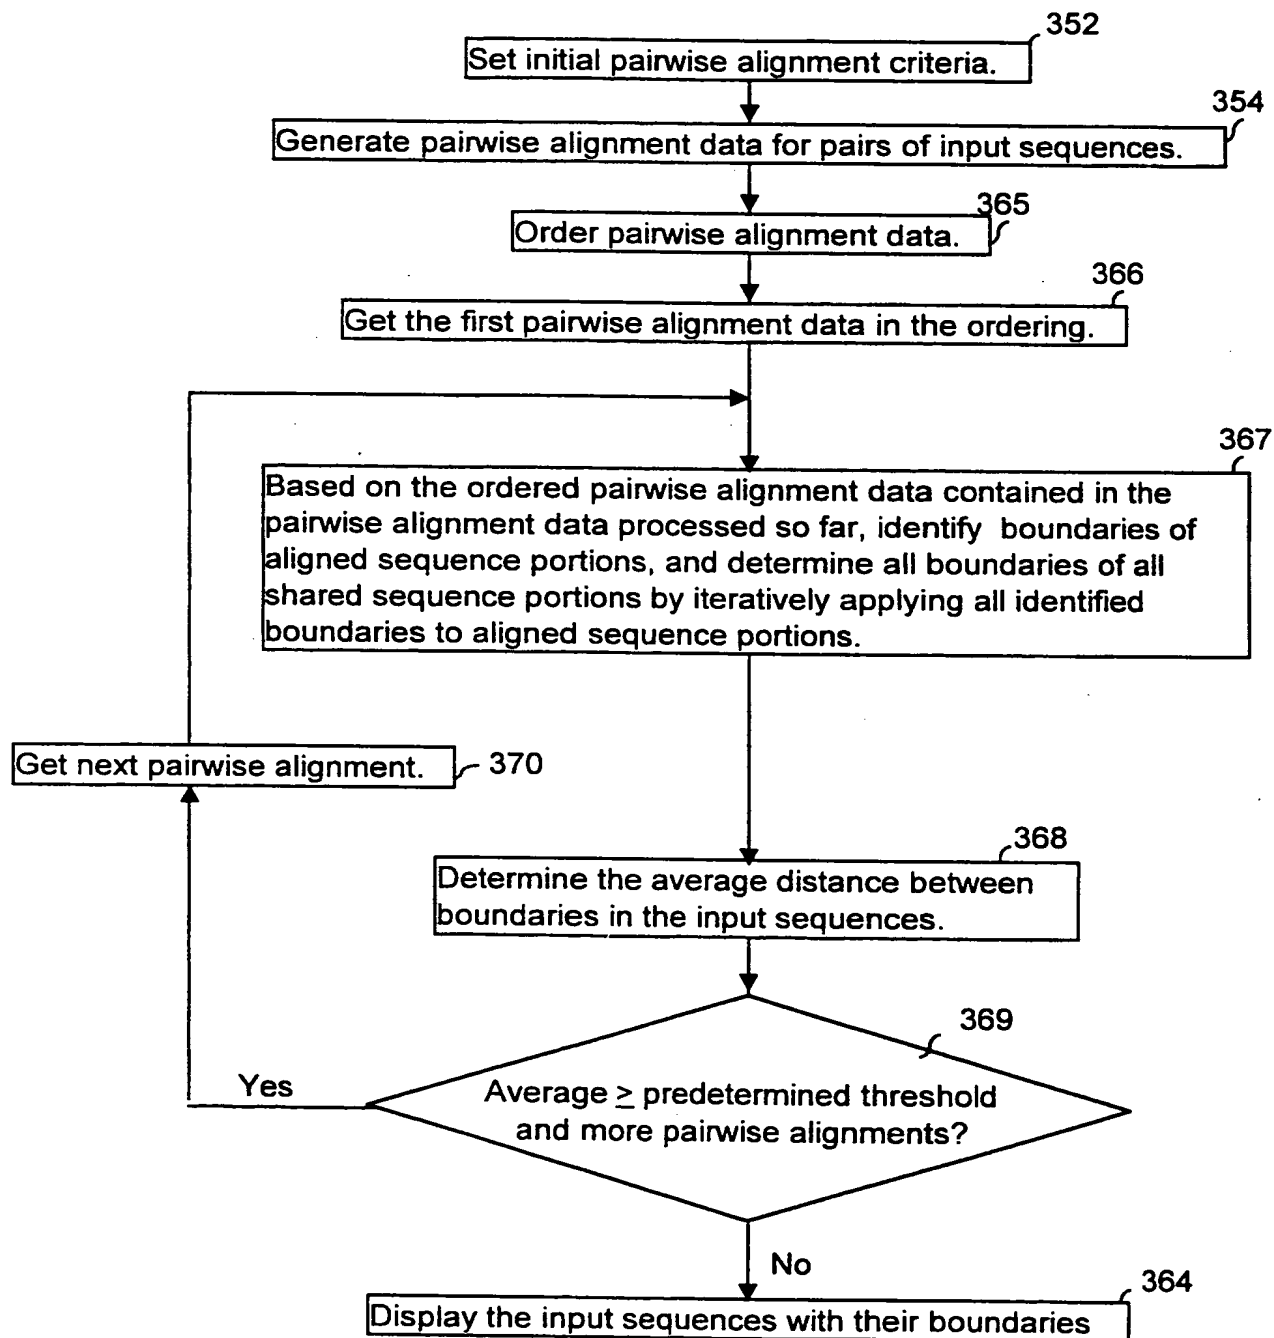 352
Set initial pairwise alignment criteria.
354
Generate pairwise alignment data for pairs of input sequences.
365
Order pairwise alignment data.
366
Get the first pairwise alignment data in the ordering.
367
Based on the ordered pairwise alignment data contained in the
pairwise alignment data processed so far, identify boundaries of
aligned sequence portions, and determine all boundaries of all
shared sequence portions by iteratively applying all identified
boundaries to aligned sequence portions.
Get next pairwise alignment.
370
368
Determine the average distance between
boundaries in the input sequences.
369
Yes
Average ≥ predetermined threshold
and more pairwise alignments?
No
364
Display the input sequences with their boundaries